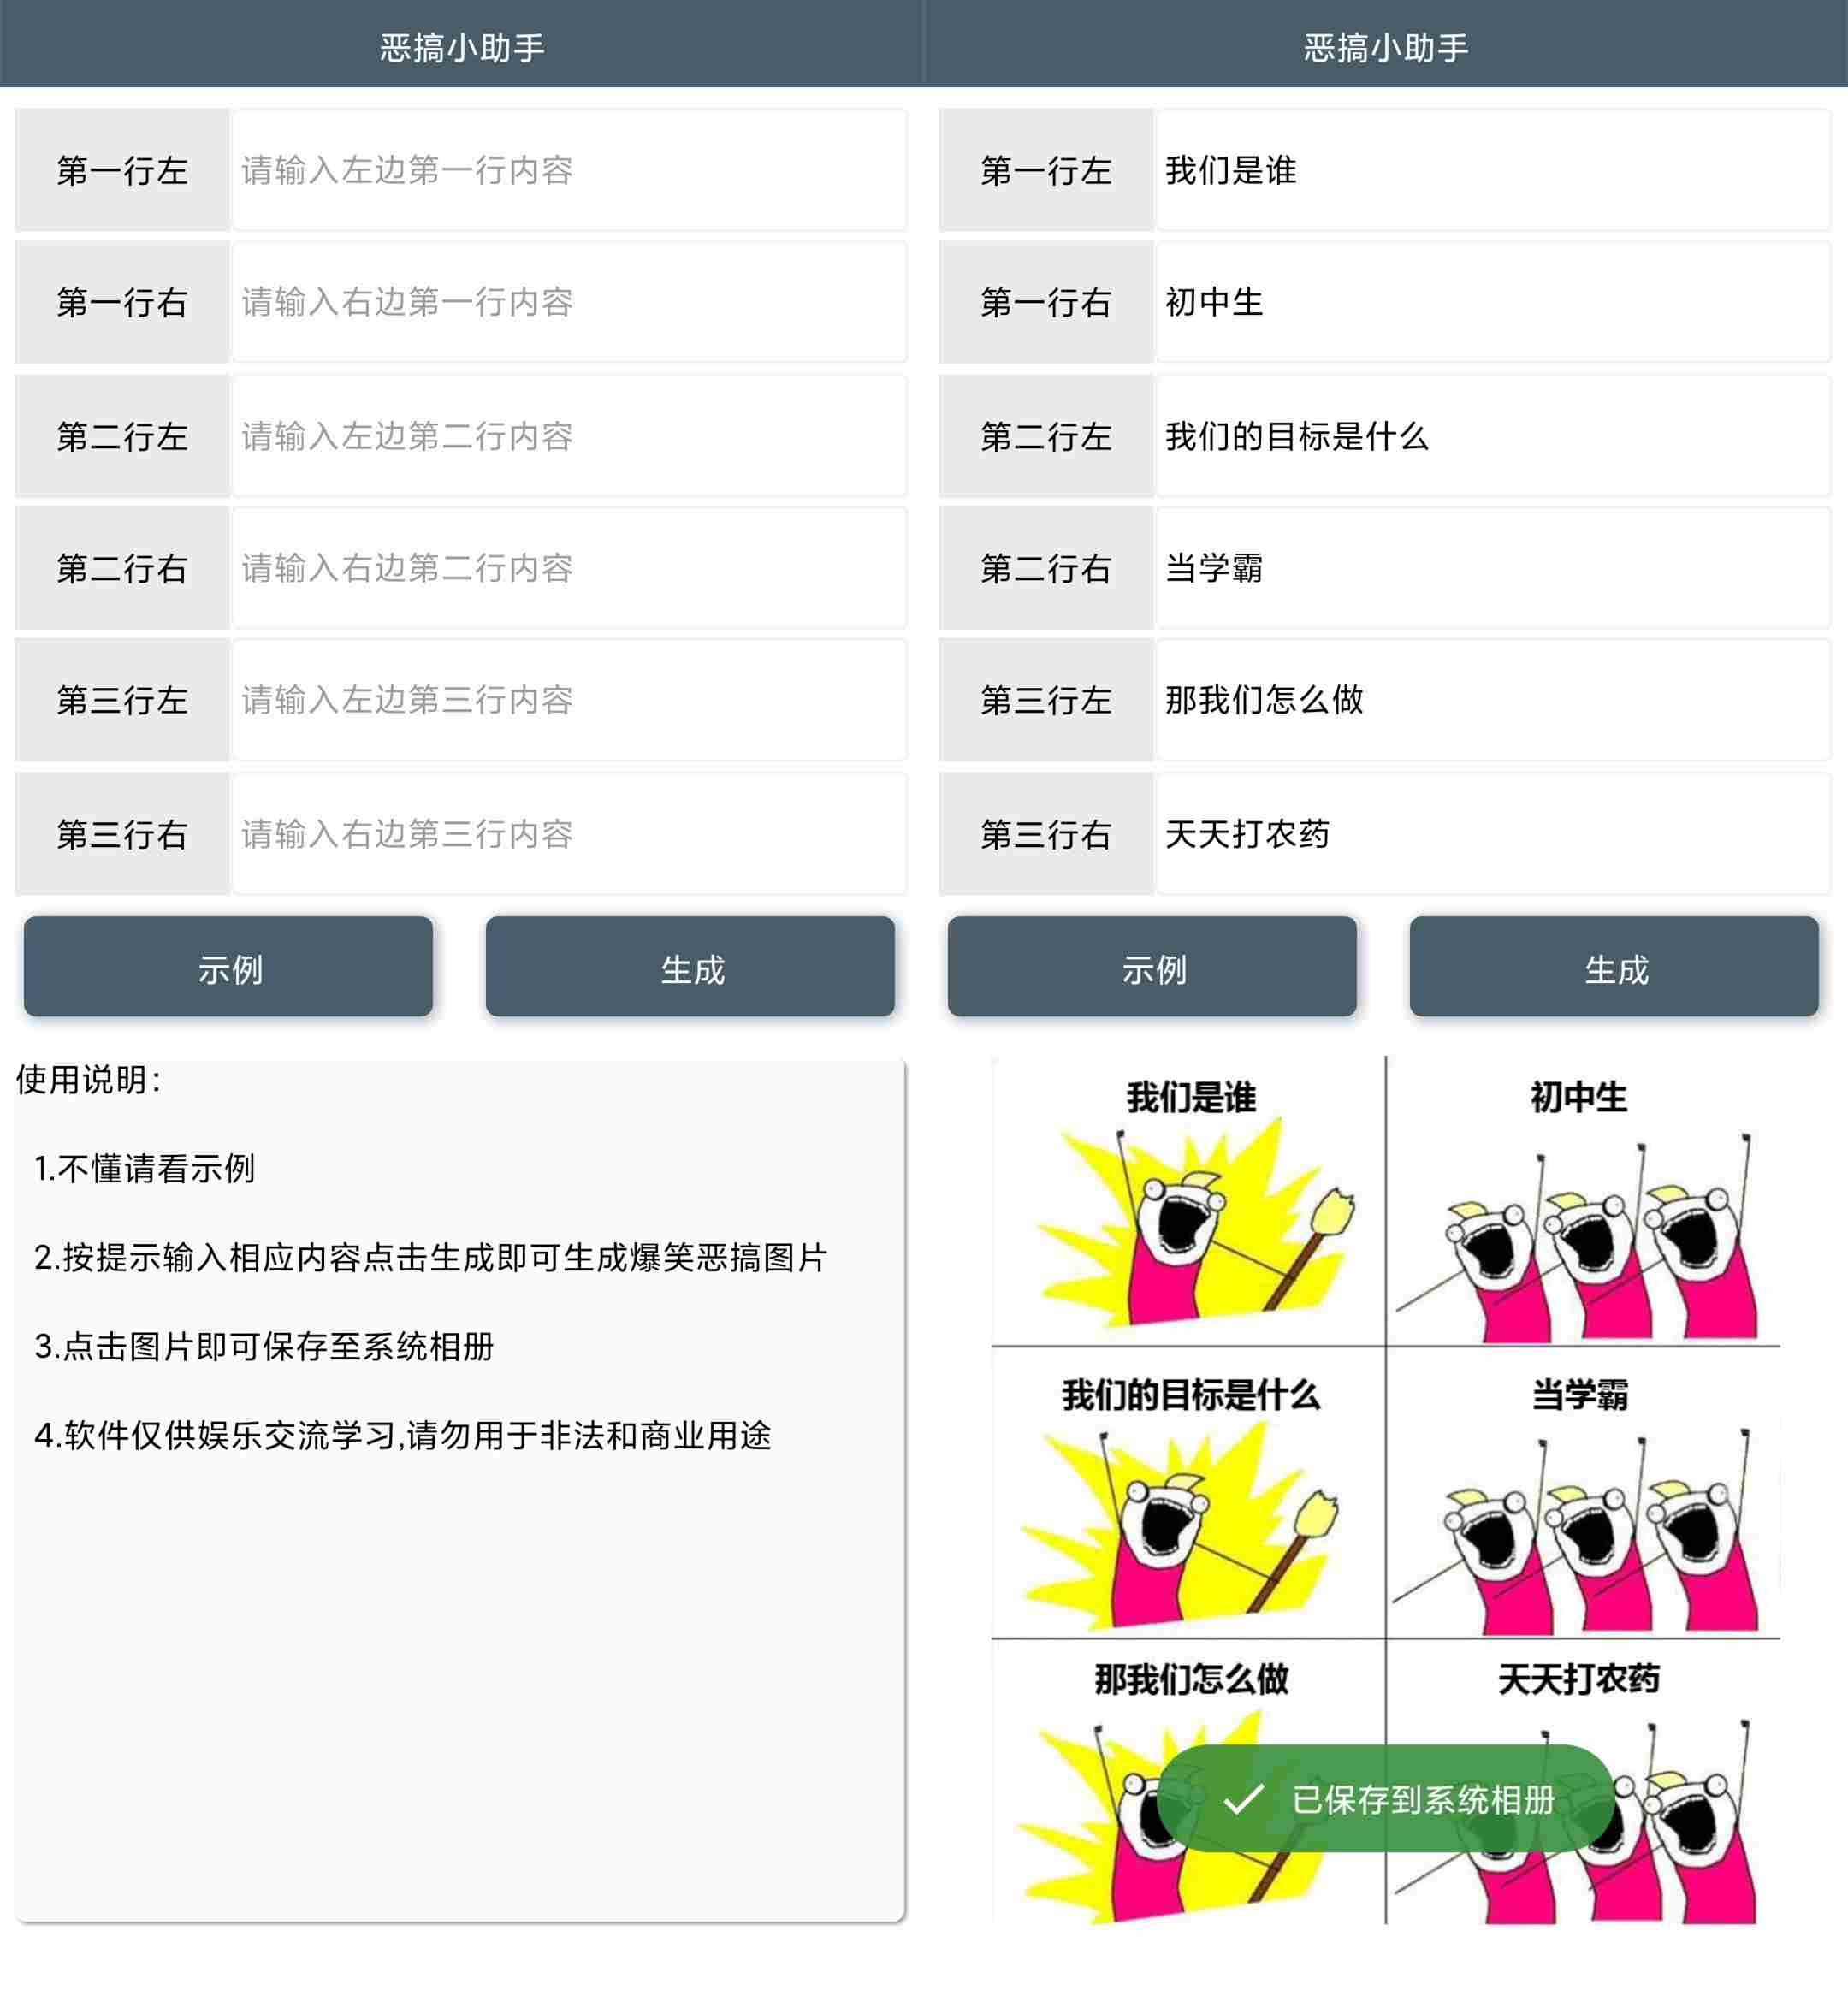 恶搞小助手
第一行左 请输入左边第一行内容
第一行右 请输入右边第一行内容
第二行左 请输入左边第二行内容
第二行右 请输入右边第二行内容
第三行左 请输入左边第三行内容
第三行右 请输入右边第三行内容
示例 生成
使用说明：
1.不懂请看示例
2.按提示输入相应内容点击生成即可生成爆笑恶搞图片
3.点击图片即可保存至系统相册
4.软件仅供娱乐交流学习,请勿用于非法和商业用途
恶搞小助手
第一行左 我们是谁
第一行右 初中生
第二行左 我们的目标是什么
第二行右 当学霸
第三行左 那我们怎么做
第三行右 天天打农药
示例 生成
我们是谁 初中生
我们的目标是什么 当学霸
那我们怎么做 天天打农药
已保存到系统相册